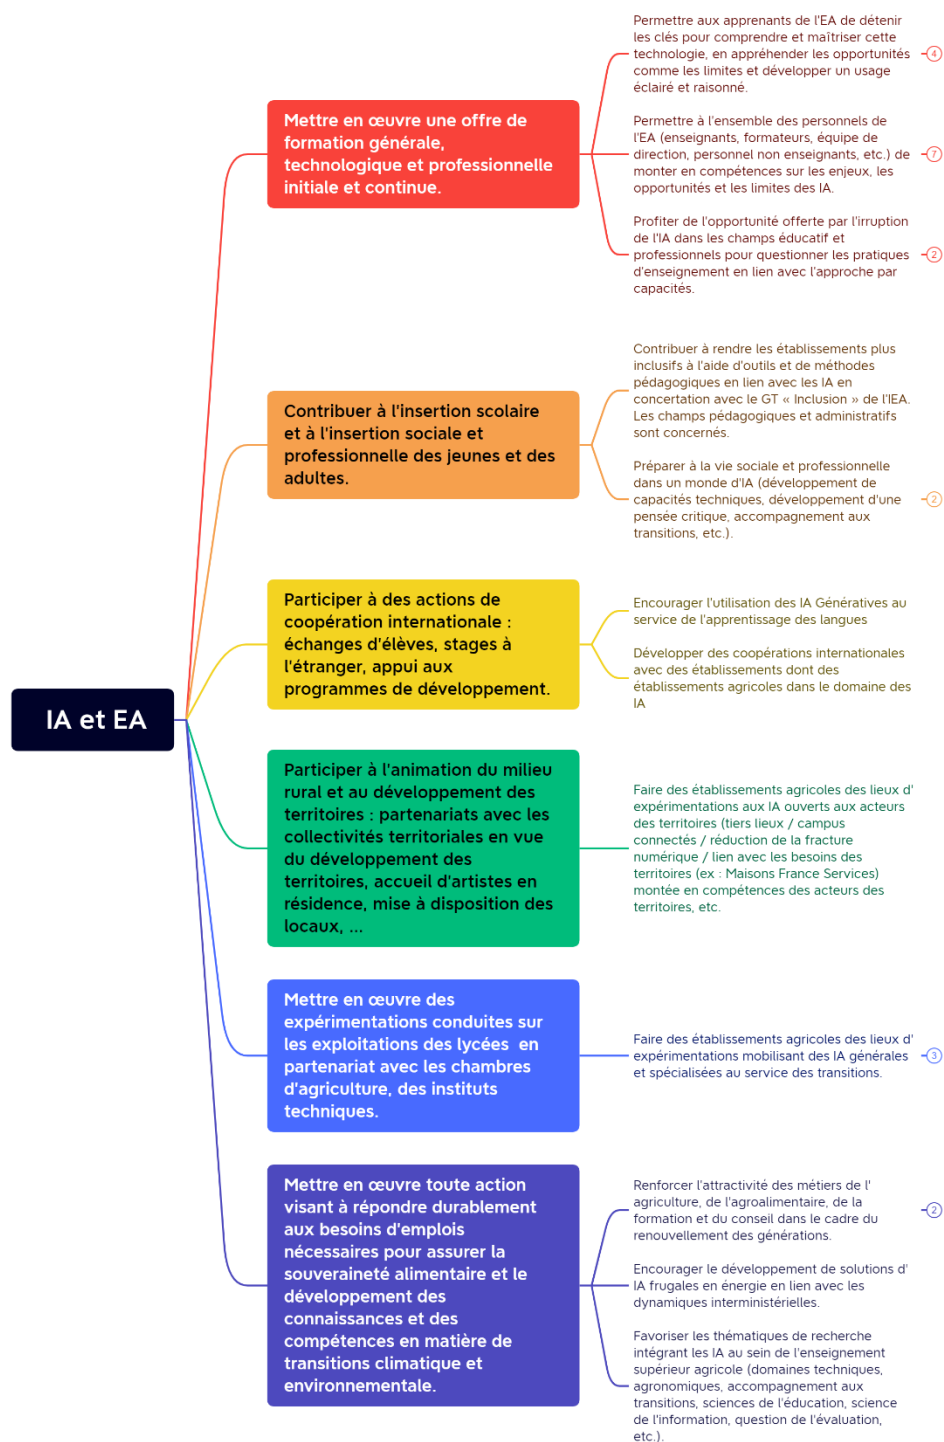 IA et EA
Mettre en œuvre une offre de
formation générale,
technologique et professionnelle
initiale et continue.
Permettre aux apprenants de l'EA de détenir
les clés pour comprendre et maîtriser cette
technologie, en appréhender les opportunités
comme les limites et développer un usage
éclairé et raisonné.
4
Permettre à l'ensemble des personnels de
l'EA (enseignants, formateurs, équipe de
direction, personnel non enseignants, etc.) de
monter en compétences sur les enjeux, les
opportunités et les limites des IA.
7
Profiter de l'opportunité offerte par l'irruption
de l'IA dans les champs éducatif et
professionnels pour questionner les pratiques
d'enseignement en lien avec l'approche par
capacités.
2
Contribuer à l'insertion scolaire
et à l'insertion sociale et
professionnelle des jeunes et des
adultes.
Contribuer à rendre les établissements plus
inclusifs à l'aide d'outils et de méthodes
pédagogiques en lien avec les IA en
concertation avec le GT « Inclusion » de l'IEA.
Les champs pédagogiques et administratifs
sont concernés.
Préparer à la vie sociale et professionnelle
dans un monde d'IA (développement de
capacités techniques, développement d'une
pensée critique, accompagnement aux
transitions, etc.).
2
Participer à des actions de
coopération internationale :
échanges d'élèves, stages à
l'étranger, appui aux
programmes de développement.
Encourager l'utilisation des IA Génératives au
service de l'apprentissage des langues
Développer des coopérations internationales
avec des établissements dont des
établissements agricoles dans le domaine des
IA
Participer à l'animation du milieu
rural et au développement des
territoires : partenariats avec les
collectivités territoriales en vue
du développement des
territoires, accueil d'artistes en
résidence, mise à disposition des
locaux, ...
Faire des établissements agricoles des lieux d'
expérimentations aux IA ouverts aux acteurs
des territoires (tiers lieux / campus
connectés / réduction de la fracture
numérique / lien avec les besoins des
territoires (ex : Maisons France Services)
montée en compétences des acteurs des
territoires, etc.
Mettre en œuvre des
expérimentations conduites sur
les exploitations des lycées en
partenariat avec les chambres
d'agriculture, des instituts
techniques.
Faire des établissements agricoles des lieux d'
expérimentations mobilisant des IA générales
et spécialisées au service des transitions.
3
Mettre en œuvre toute action
visant à répondre durablement
aux besoins d'emplois
nécessaires pour assurer la
souveraineté alimentaire et le
développement des
connaissances et des
compétences en matière de
transitions climatique et
environnementale.
Renforcer l'attractivité des métiers de l'
agriculture, de l'agroalimentaire, de la
formation et du conseil dans le cadre du
renouvellement des générations.
2
Encourager le développement de solutions d'
IA frugales en énergie en lien avec les
dynamiques interministérielles.
Favoriser les thématiques de recherche
intégrant les IA au sein de l'enseignement
supérieur agricole (domaines techniques,
agronomiques, accompagnement aux
transitions, sciences de l'éducation, science
de l'information, question de l'évaluation,
etc.).